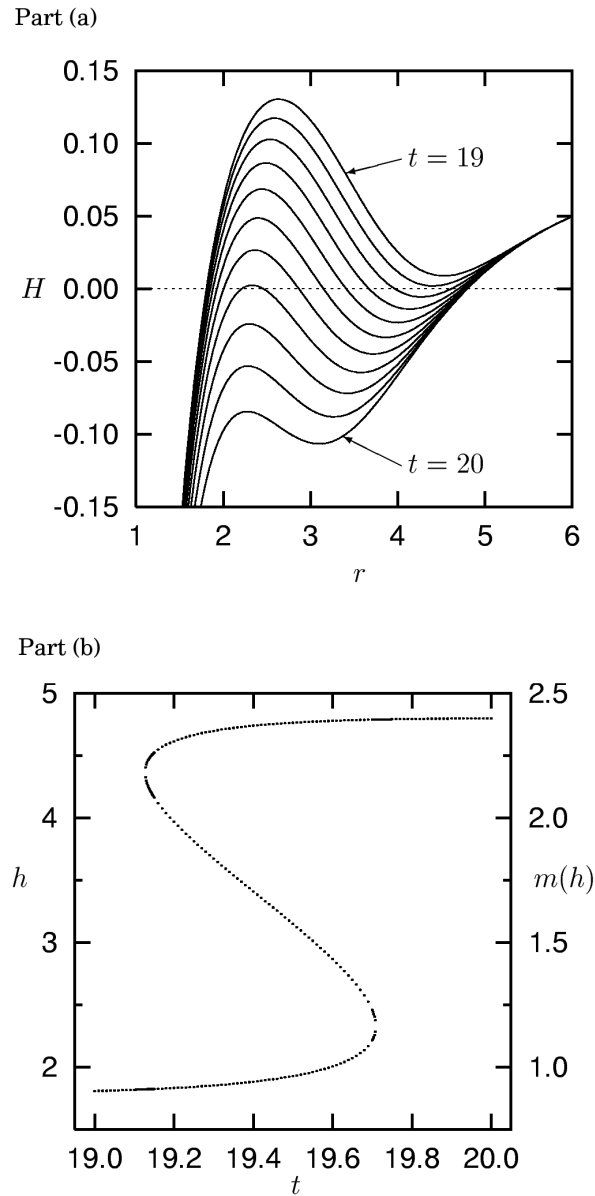 Part (a)
0.15
0.10
t = 19
0.05
H 0.00
-0.05
-0.10
t = 20
-0.15
1 2 3 4 5 6
r
Part (b)
5 2.5
4 2.0
h m(h)
3 1.5
2 1.0
19.0 19.2 19.4 19.6 19.8 20.0
t